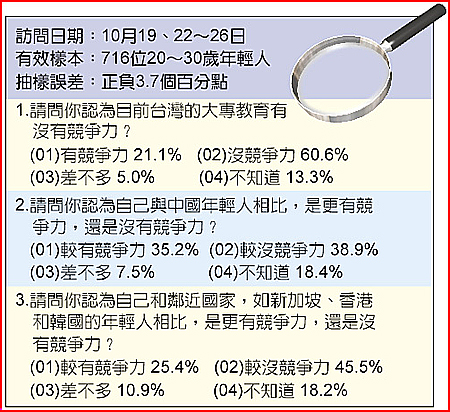 訪問日期：10月19、22～26日
有效樣本：716位20～30歲年輕人
抽樣誤差：正負3.7個百分點
1.請問你認為目前台灣的大專教育有
沒有競爭力？
(01)有競爭力 21.1% (02)沒競爭力 60.6%
(03)差不多 5.0% (04)不知道 13.3%
2.請問你認為自己與中國年輕人相比，是更有競
爭力，還是沒有競爭力？
(01)較有競爭力 35.2% (02)較沒競爭力 38.9%
(03)差不多 7.5% (04)不知道 18.4%
3.請問你認為自己和鄰近國家，如新加坡、香港
和韓國的年輕人相比，是更有競爭力，還是沒
有競爭力？
(01)較有競爭力 25.4% (02)較沒競爭力 45.5%
(03)差不多 10.9% (04)不知道 18.2%